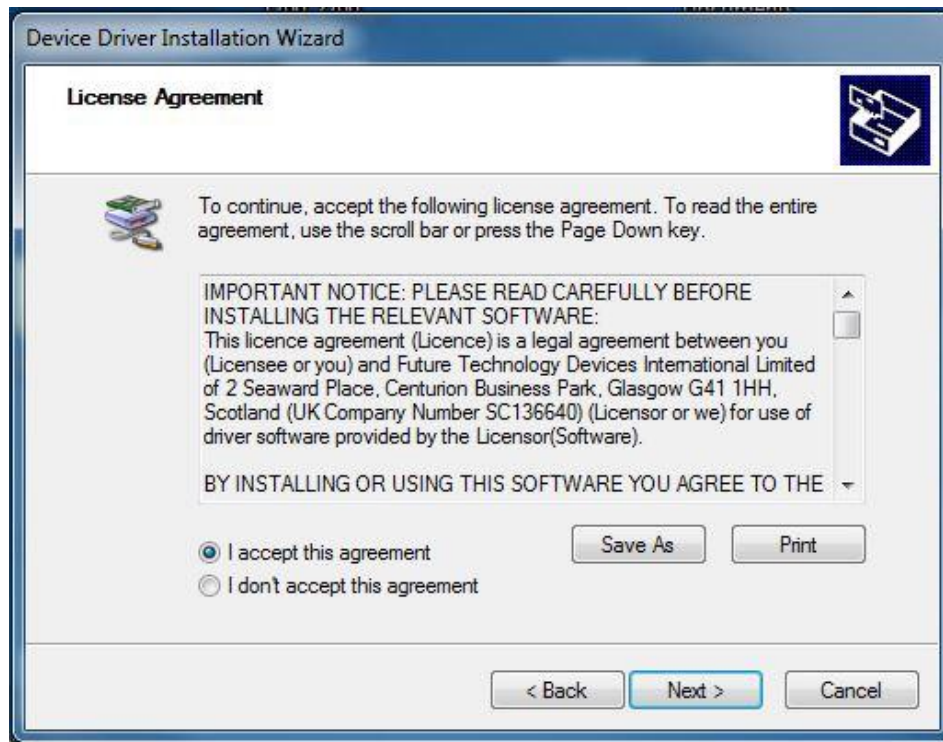 Device Driver Installation Wizard
License Agreement
To continue, accept the following license agreement. To read the entire
agreement, use the scroll bar or press the Page Down key.
IMPORTANT NOTICE: PLEASE READ CAREFULLY BEFORE
INSTALLING THE RELEVANT SOFTWARE:
This licence agreement (Licence) is a legal agreement between you
(Licensee or you) and Future Technology Devices International Limited
of 2 Seaward Place, Centurion Business Park, Glasgow G41 1HH,
Scotland (UK Company Number SC136640) (Licensor or we) for use of
driver software provided by the Licensor(Software).
BY INSTALLING OR USING THIS SOFTWARE YOU AGREE TO THE
I accept this agreement
Save As
Print
I don't accept this agreement
< Back
Next >
Cancel